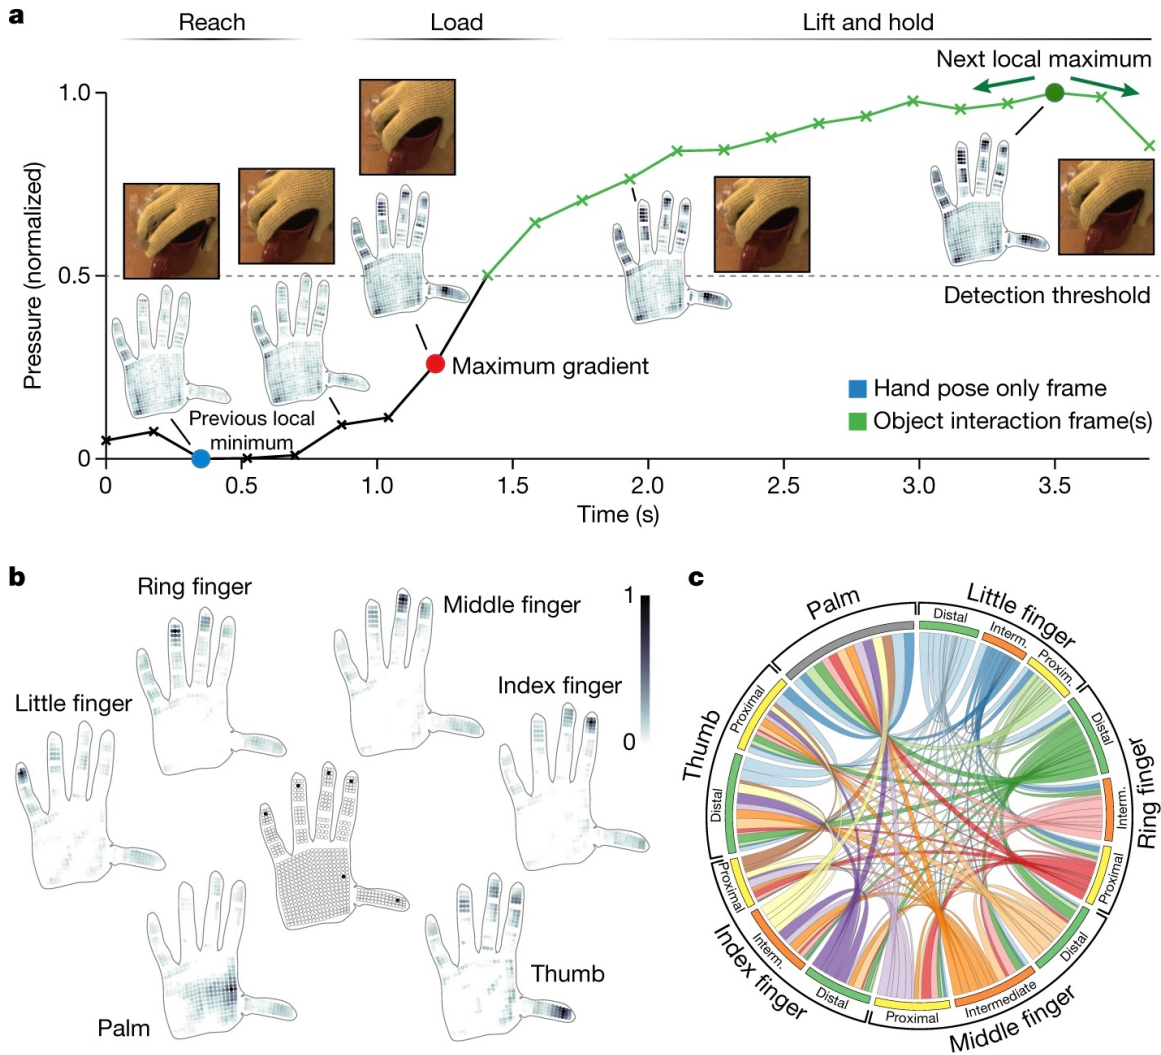 a
Reach
Load
Lift and hold
Next local maximum
1.0
0.5
0
Pressure (normalized)
Detection threshold
Maximum gradient
Previous local
minimum
Hand pose only frame
Object interaction frame(s)
0
0.5
1.0
1.5
2.0
2.5
3.0
3.5
Time (s)
b
Ring finger
Middle finger
Little finger
Index finger
Palm
Thumb
1
0
c
Palm
Little finger
Distal
Interm.
Proxim.
Ring finger
Distal
Interm.
Proximal
Middle finger
Distal
Intermediate
Proximal
Index finger
Distal
Interm.
Proximal
Thumb
Distal
Proximal